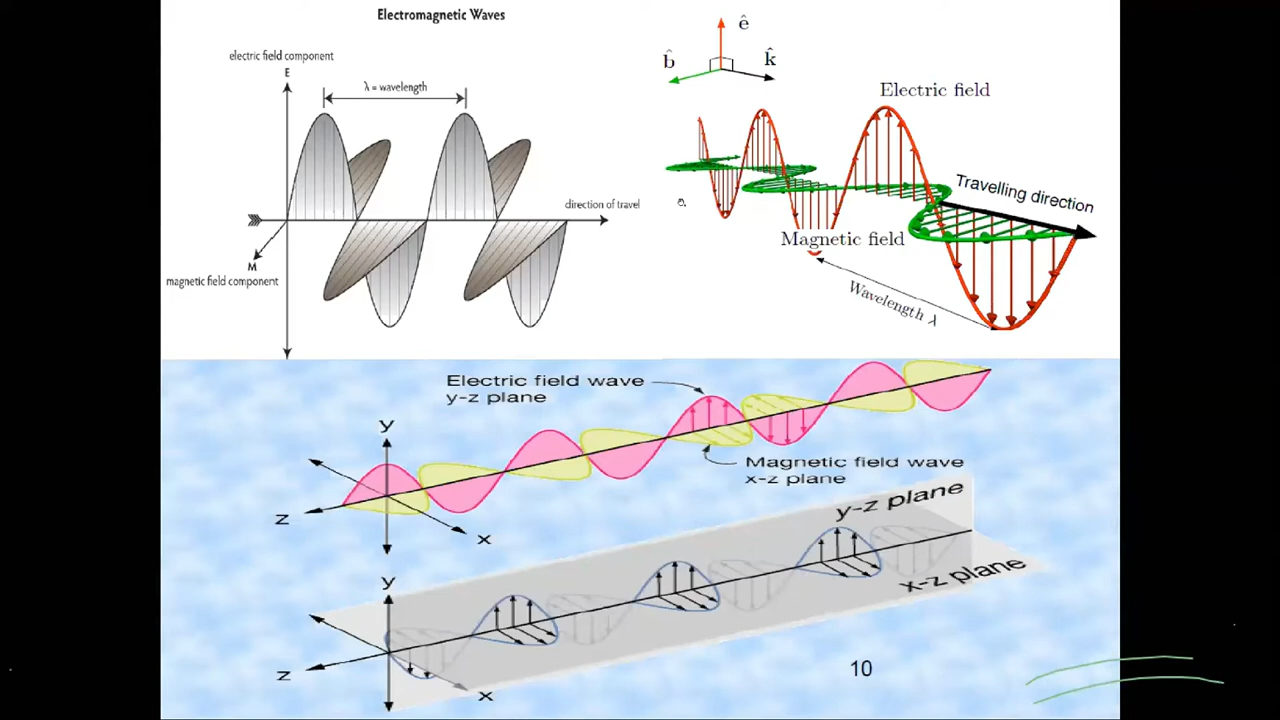 Electromagnetic Waves
electric field component
E
λ = wavelength
direction of travel
M
magnetic field component
ê
b̂
k̂
Electric field
Travelling direction
Magnetic field
Wavelength λ
Electric field wave
y-z plane
y
Magnetic field wave
x-z plane
z
x
y-z plane
x-z plane
y
z
x
10